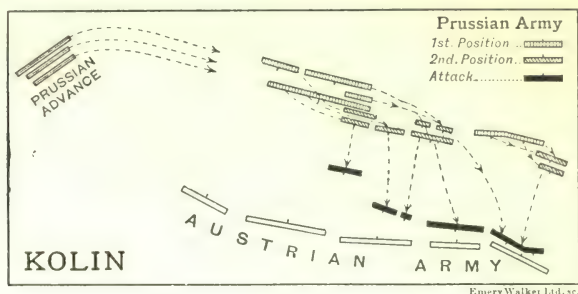 Prussian Army
1st. Position
2nd. Position
Attack
PRUSSIAN
ADVANCE
AUSTRIAN ARMY
KOLIN
Emery Walker Ltd. sc.